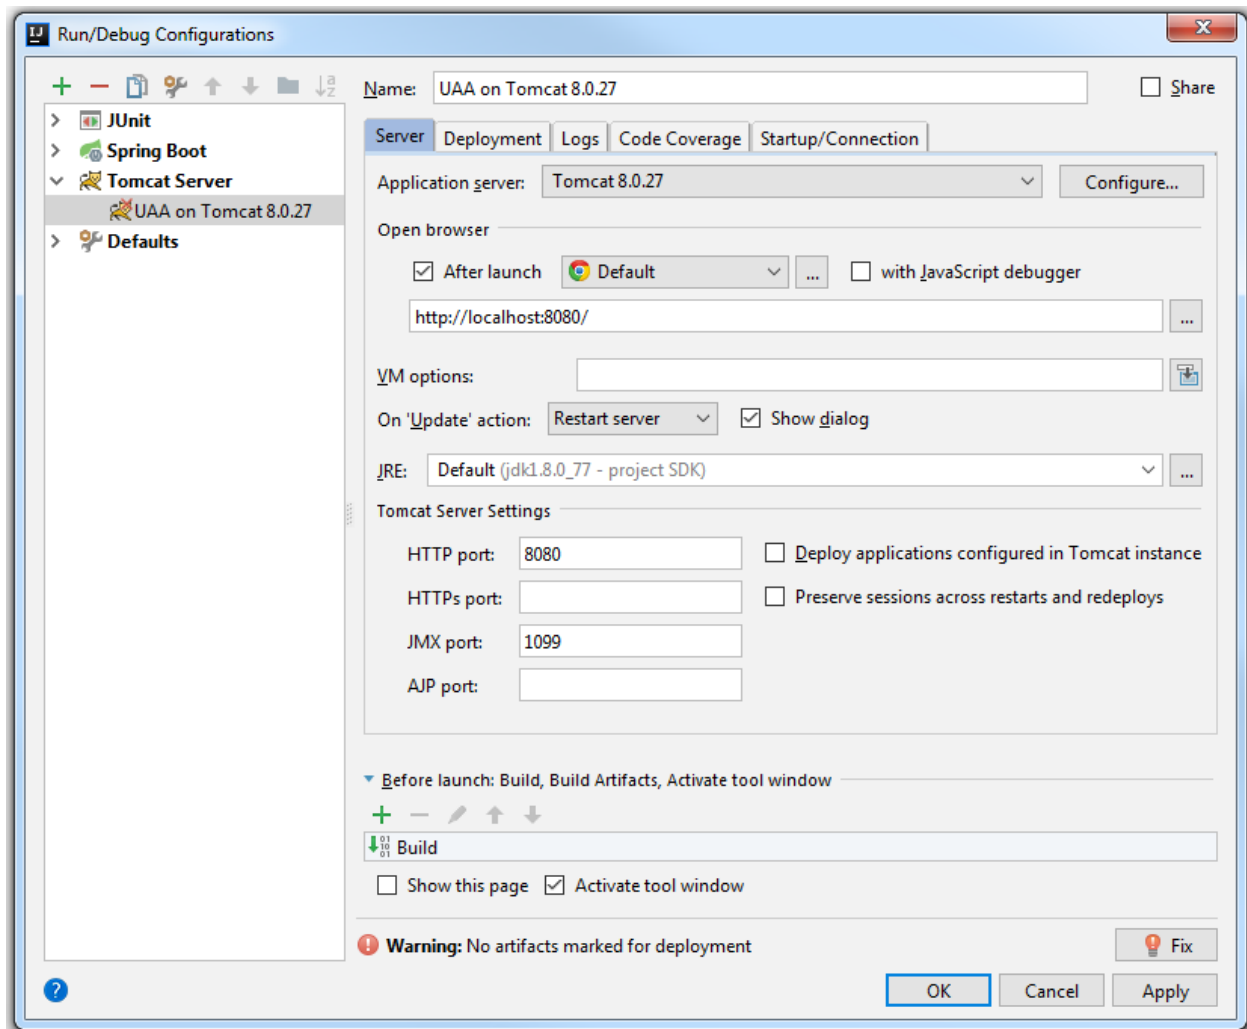 Run/Debug Configurations
Name: UAA on Tomcat 8.0.27 Share
JUnit
Spring Boot
Tomcat Server
UAA on Tomcat 8.0.27
Defaults
Server Deployment Logs Code Coverage Startup/Connection
Application server: Tomcat 8.0.27 Configure...
Open browser
After launch Default ... with JavaScript debugger
http://localhost:8080/ ...
VM options:
On 'Update' action: Restart server Show dialog
JRE: Default (jdk1.8.0_77 - project SDK) ...
Tomcat Server Settings
HTTP port: 8080 Deploy applications configured in Tomcat instance
HTTPs port: Preserve sessions across restarts and redeploys
JMX port: 1099
AJP port:
Before launch: Build, Build Artifacts, Activate tool window
Build
Show this page Activate tool window
Warning: No artifacts marked for deployment Fix
OK Cancel Apply